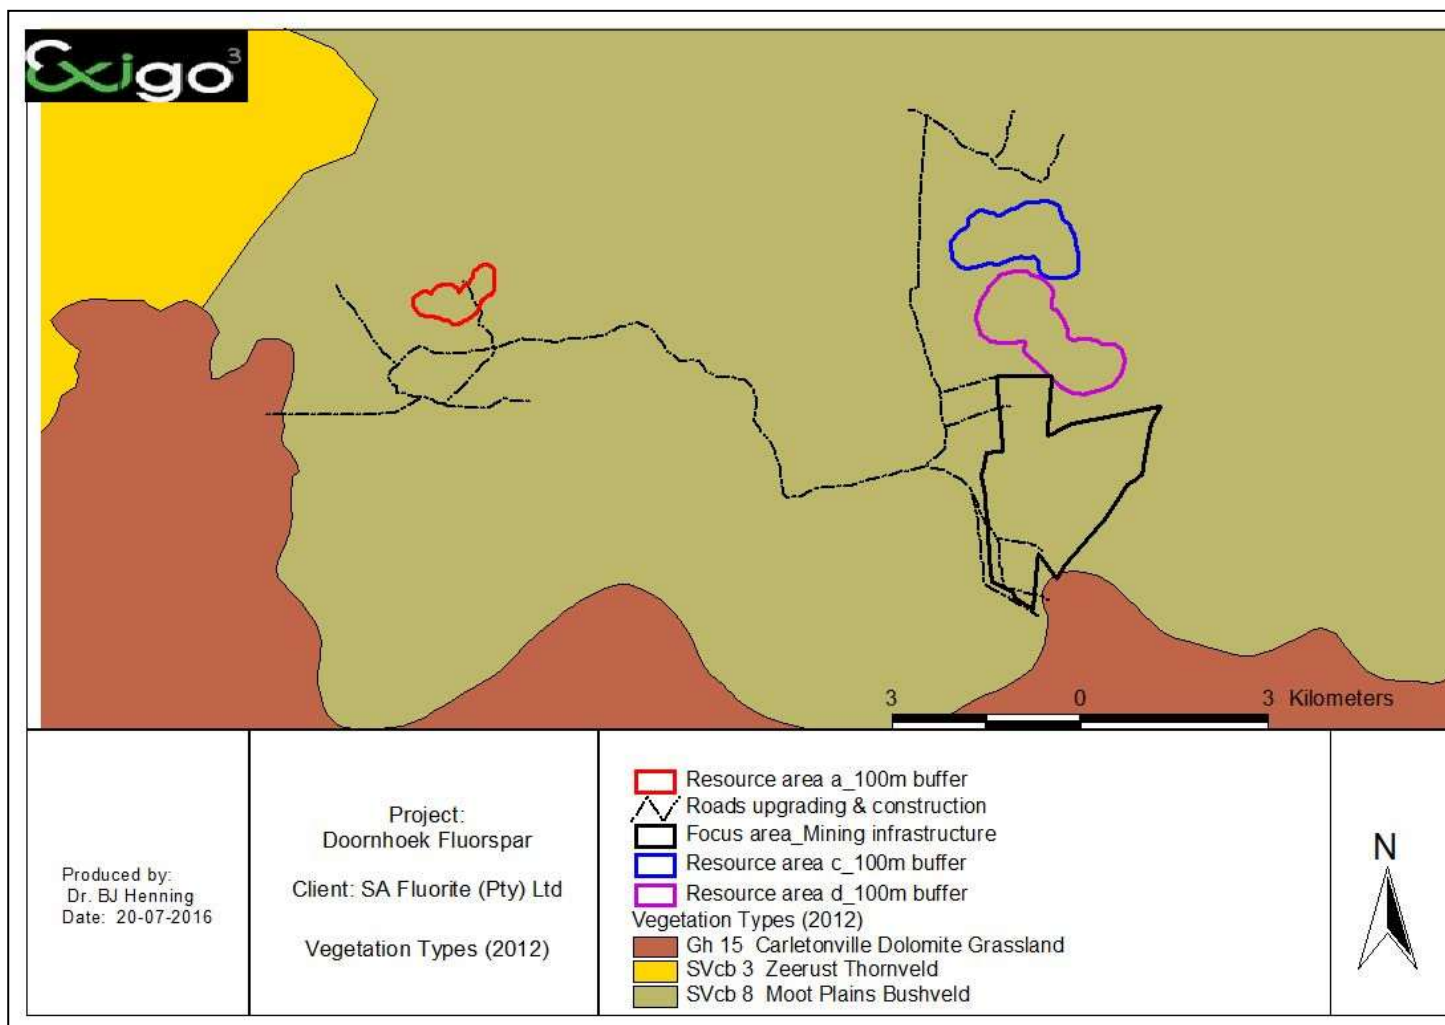 Exigo³
3 0 3 Kilometers
Produced by:
Dr. BJ Henning
Date: 20-07-2016
Project:
Doornhoek Fluorspar
Client: SA Fluorite (Pty) Ltd
Vegetation Types (2012)
Resource area a_100m buffer
Roads upgrading & construction
Focus area_Mining infrastructure
Resource area c_100m buffer
Resource area d_100m buffer
Vegetation Types (2012)
Gh 15 Carletonville Dolomite Grassland
SVcb 3 Zeerust Thornveld
SVcb 8 Moot Plains Bushveld
N